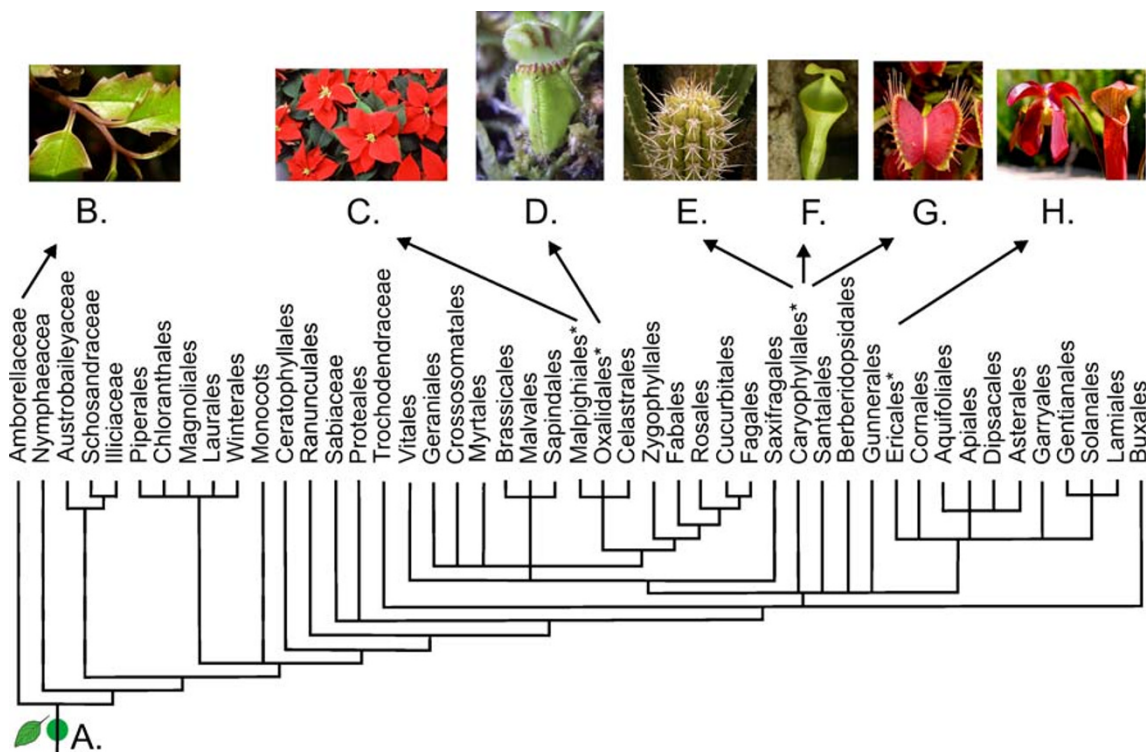 B.
C.
D.
E.
F.
G.
H.
Amborellaceae
Nymphaeacea
Austrobaileyaceae
Schosandraceae
Illiciaceae
Piperales
Chloranthales
Magnoliales
Laurales
Winterales
Monocots
Ceratophyllales
Ranunculales
Sabiaceae
Proteales
Trochodendraceae
Vitales
Geraniales
Crossosomatales
Myrtales
Brassicales
Malvales
Sapindales
Malpighiales*
Oxalidales*
Celastrales
Zygophyllales
Fabales
Rosales
Cucurbitales
Fagales
Saxifragales
Caryophyllales*
Santalales
Berberidopsidales
Gunnerales
Ericales*
Cornales
Aquifoliales
Apiales
Dipsacales
Asterales
Garryales
Gentianales
Solanales
Lamiales
Buxales
A.